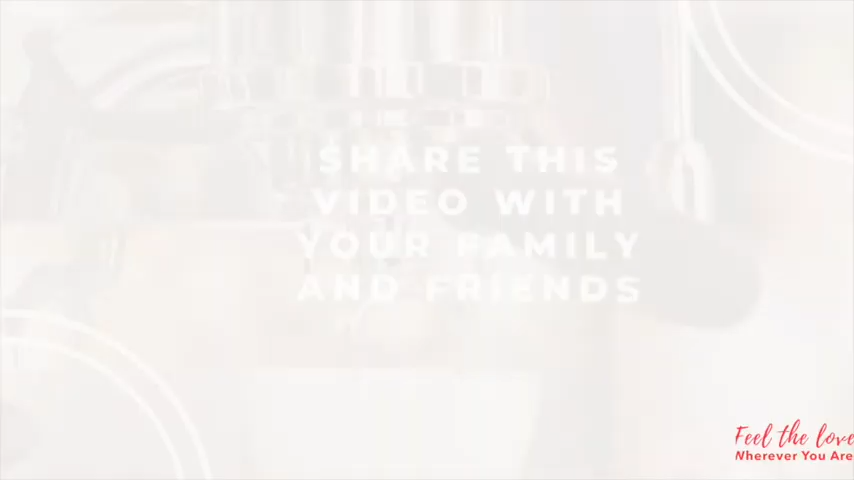 SHARE THIS
VIDEO WITH
YOUR FAMILY
AND FRIENDS
Feel the love
Wherever You Are